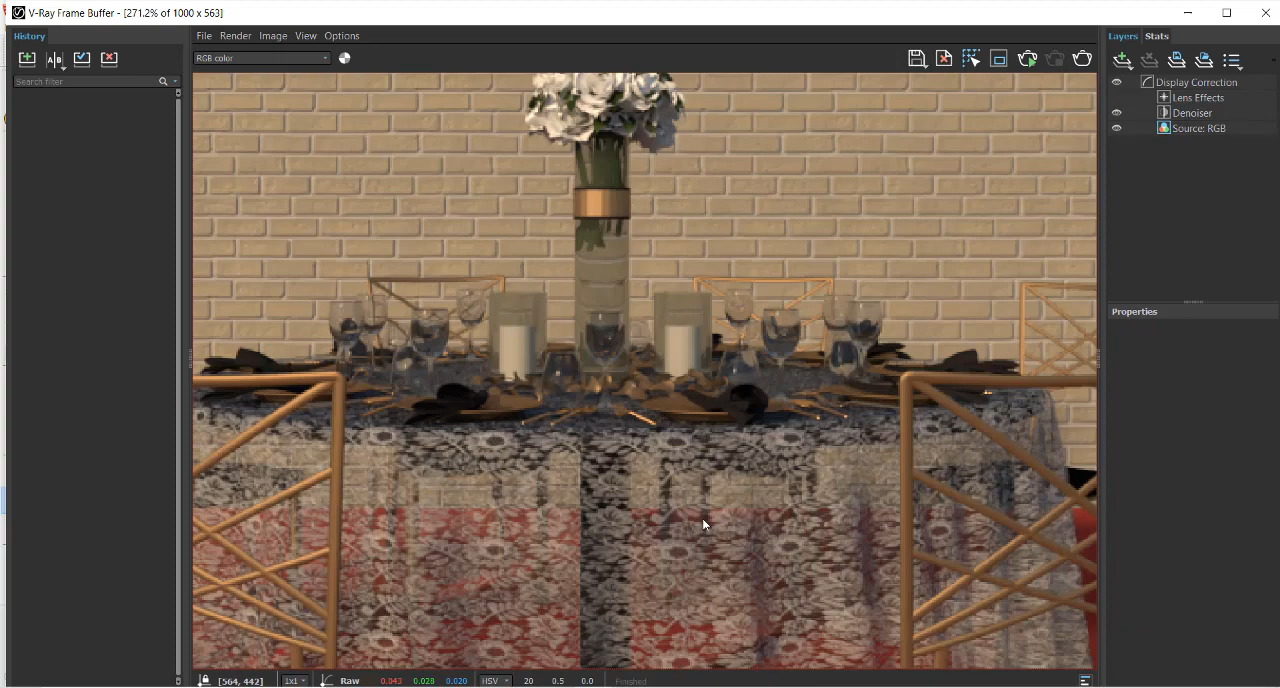 V-Ray Frame Buffer - [271.2% of 1000 x 563]
History
File Render Image View Options
Layers Stats
RGB color
Search filter
Display Correction
Lens Effects
Denoiser
Source: RGB
Properties
[564, 442] 1x1 Raw 0.043 0.028 0.020 HSV 20 0.5 0.0 Finished